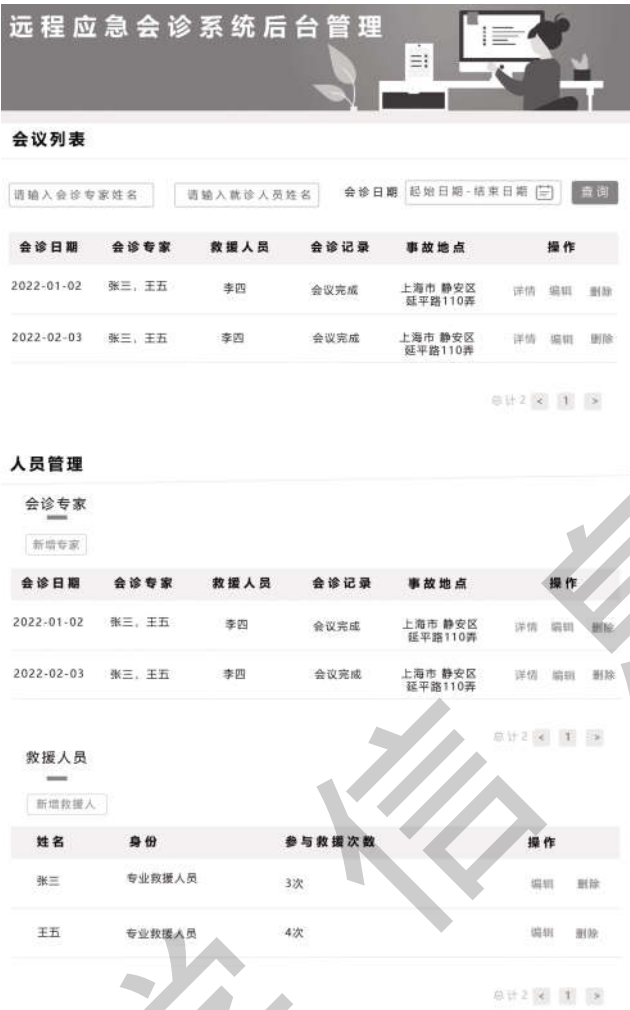 远程应急会诊系统后台管理
会议列表
请输入会诊专家姓名 请输入就诊人员姓名 会诊日期 起始日期-结束日期 查询
会诊日期 会诊专家 救援人员 会诊记录 事故地点 操作
2022-01-02 张三,王五 李四 会议完成 上海市 静安区 详情 编辑 删除
延平路110弄
2022-02-03 张三,王五 李四 会议完成 上海市 静安区 详情 编辑 删除
延平路110弄
总计2 < 1 >
人员管理
会诊专家
新增专家
会诊日期 会诊专家 救援人员 会诊记录 事故地点 操作
2022-01-02 张三,王五 李四 会议完成 上海市 静安区 详情 编辑 删除
延平路110弄
2022-02-03 张三,王五 李四 会议完成 上海市 静安区 详情 编辑 删除
延平路110弄
总计2 < 1 >
救援人员
新增救援人
姓名 身份 参与救援次数 操作
张三 专业救援人员 3次 编辑 删除
王五 专业救援人员 4次 编辑 删除
总计2 < 1 >